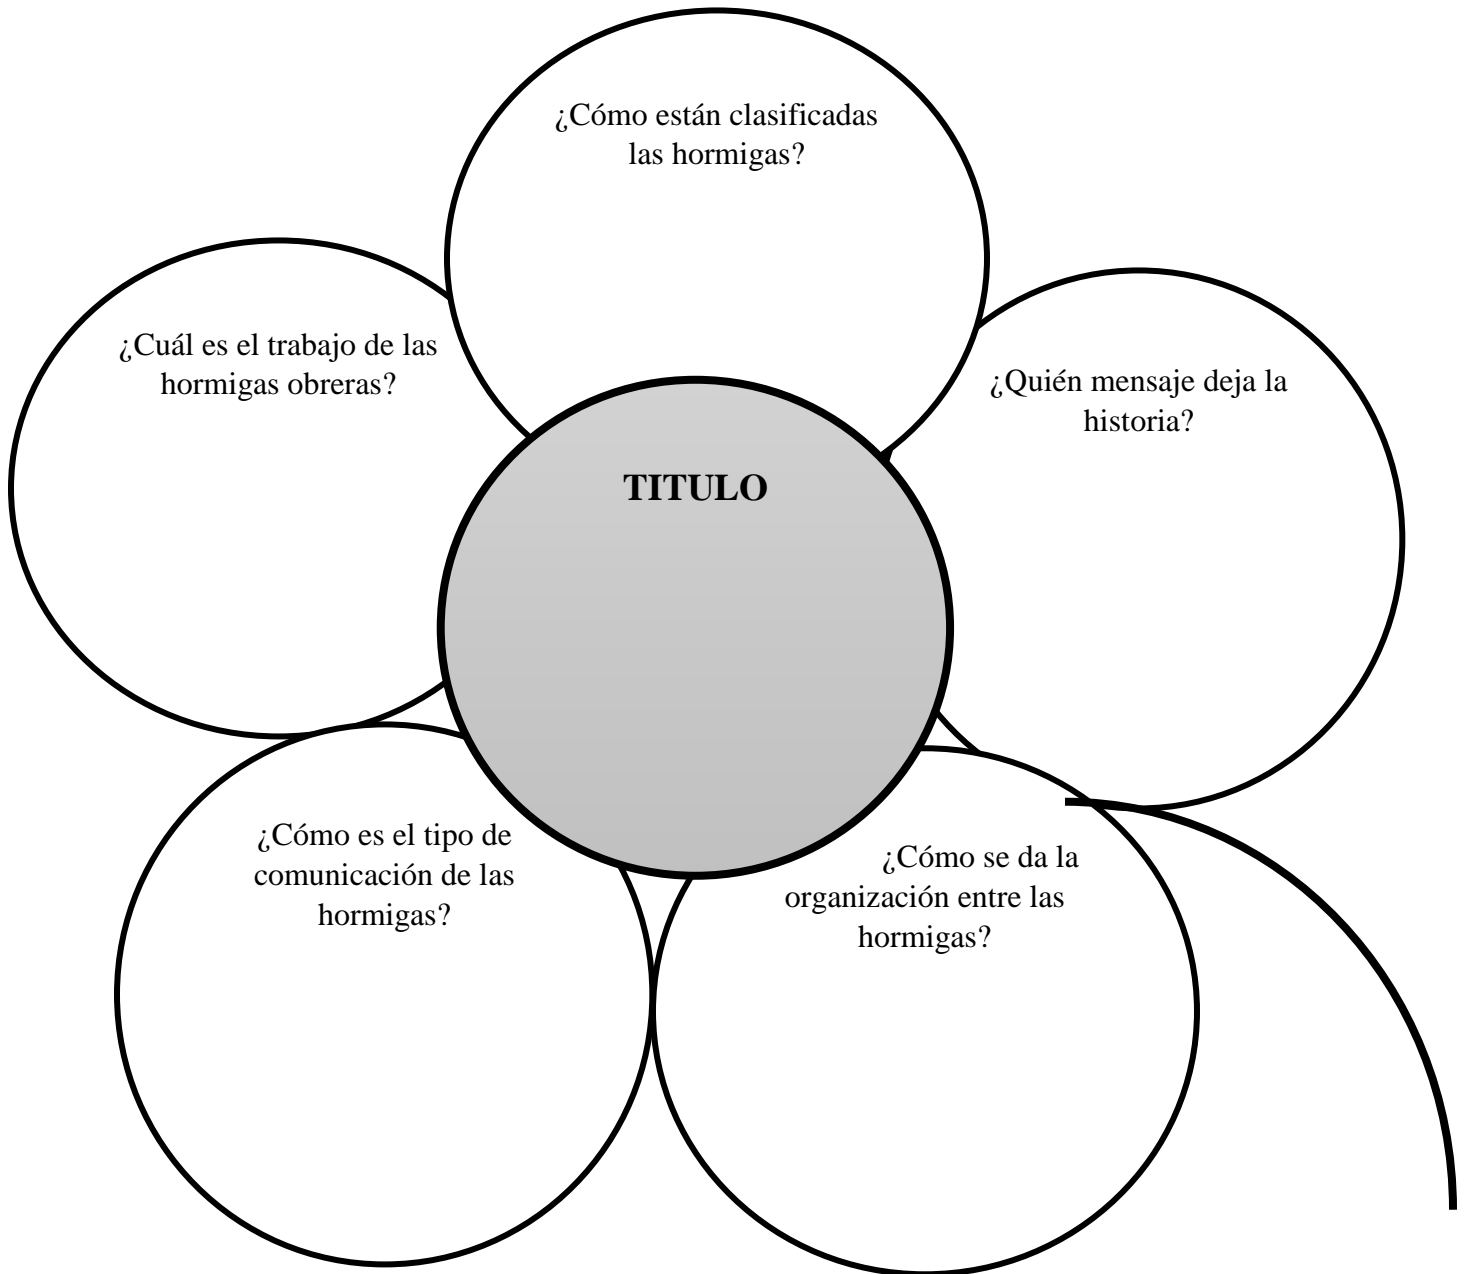 ¿Cómo están clasificadas
las hormigas?
¿Cuál es el trabajo de las
hormigas obreras?
¿Quién mensaje deja la
historia?
TITULO
¿Cómo es el tipo de
comunicación de las
hormigas?
¿Cómo se da la
organización entre las
hormigas?